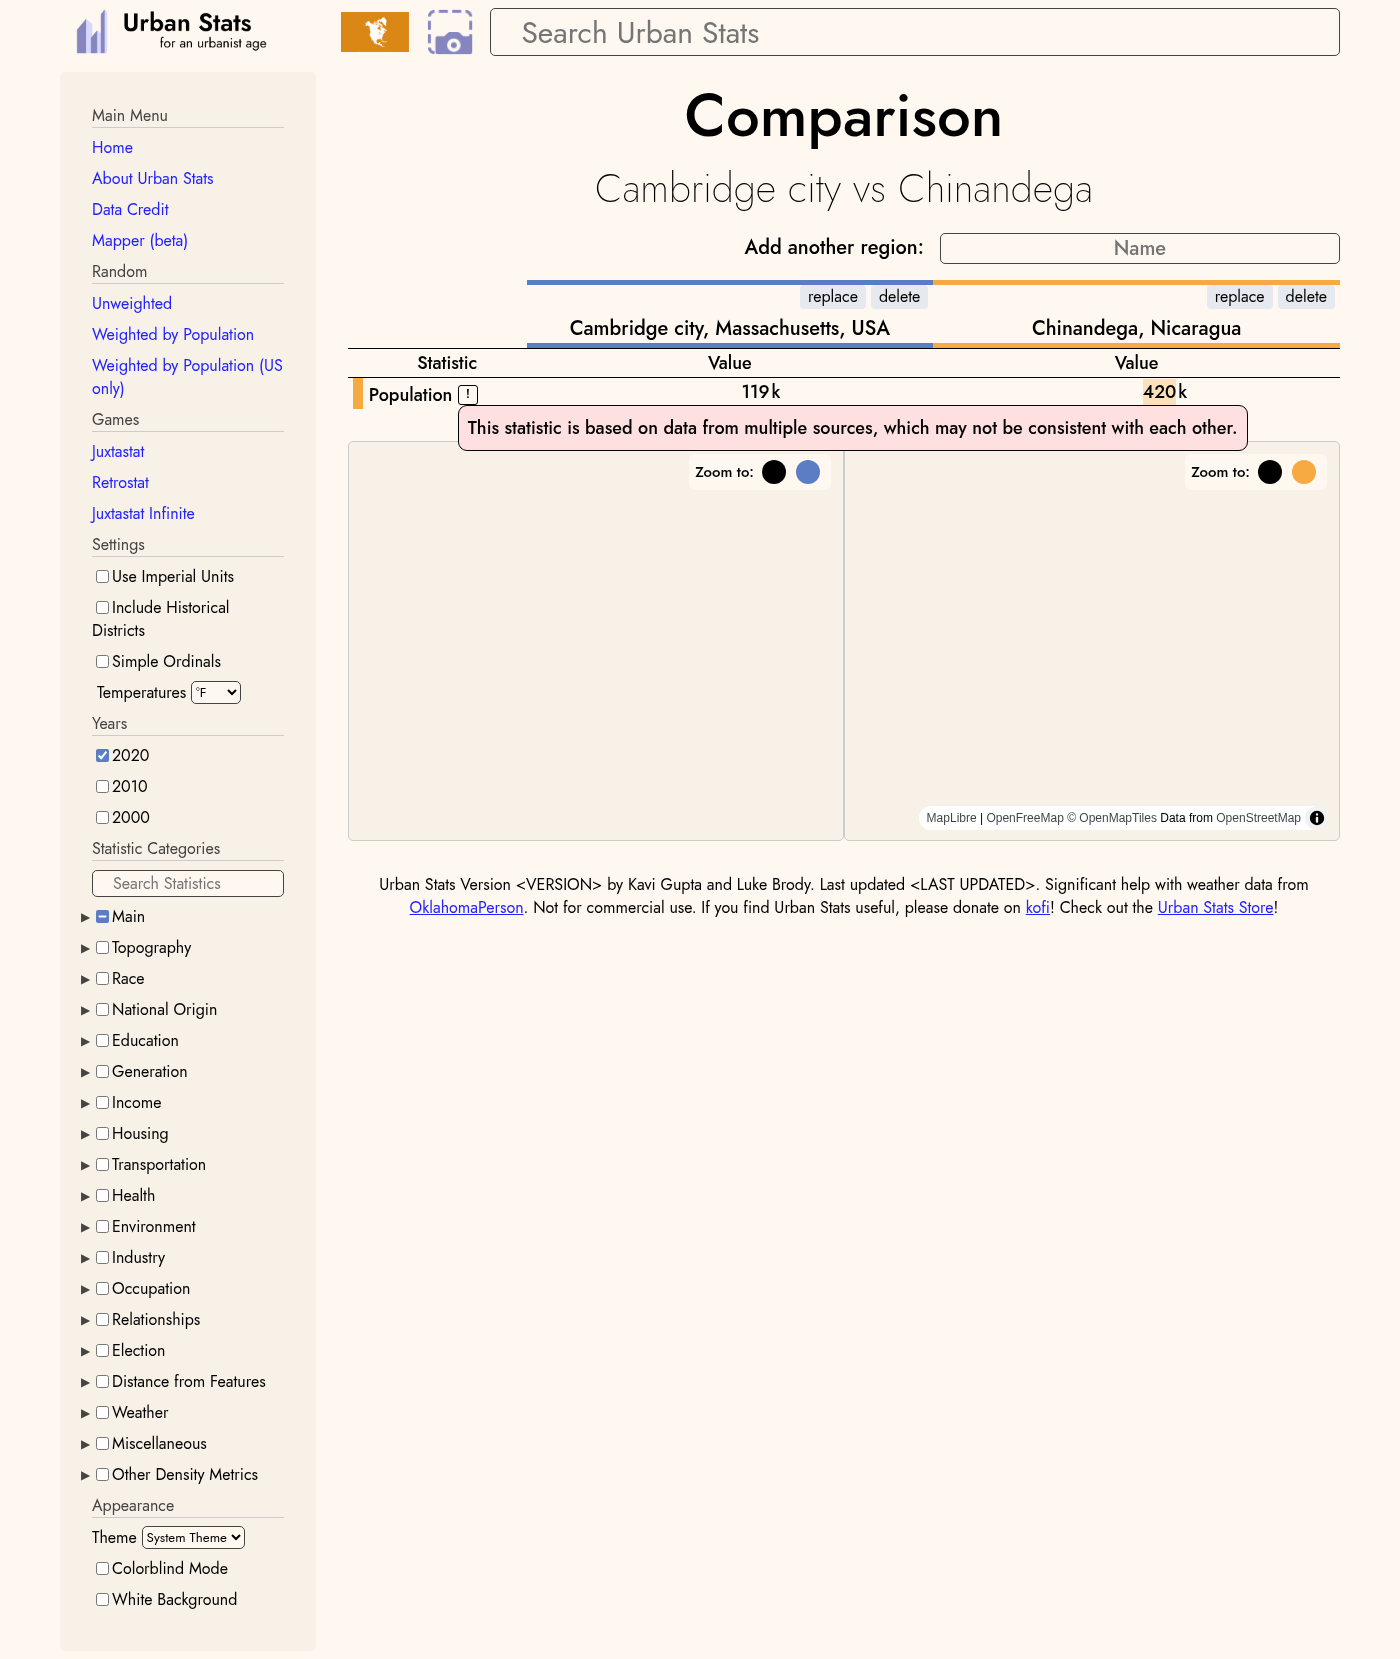 Urban Stats
for an urbanist age
Search Urban Stats
Main Menu
Home
About Urban Stats
Data Credit
Mapper (beta)
Random
Unweighted
Weighted by Population
Weighted by Population (US
only)
Games
Juxtastat
Retrostat
Juxtastat Infinite
Settings
Use Imperial Units
Include Historical
Districts
Simple Ordinals
Temperatures °F
Years
2020
2010
2000
Statistic Categories
Search Statistics
Main
Topography
Race
National Origin
Education
Generation
Income
Housing
Transportation
Health
Environment
Industry
Occupation
Relationships
Election
Distance from Features
Weather
Miscellaneous
Other Density Metrics
Appearance
Theme System Theme
Colorblind Mode
White Background
Comparison
Cambridge city vs Chinandega
Add another region: Name
replace delete replace delete
Cambridge city, Massachusetts, USA Chinandega, Nicaragua
Statistic Value Value
Population ! 119k 420k
This statistic is based on data from multiple sources, which may not be consistent with each other.
Zoom to: Zoom to:
MapLibre | OpenFreeMap © OpenMapTiles Data from OpenStreetMap
Urban Stats Version <VERSION> by Kavi Gupta and Luke Brody. Last updated <LAST UPDATED>. Significant help with weather data from
OklahomaPerson. Not for commercial use. If you find Urban Stats useful, please donate on kofi! Check out the Urban Stats Store!